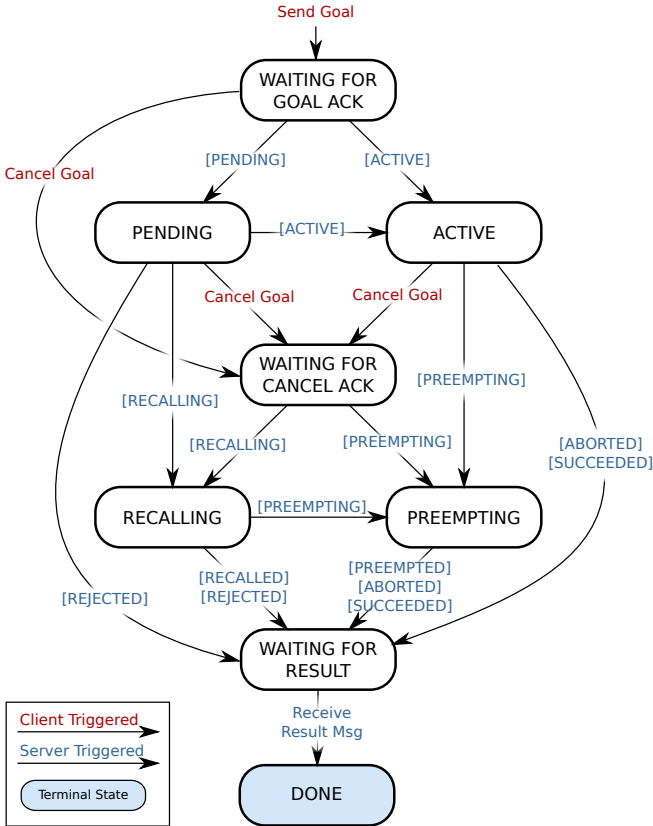 Send Goal
WAITING FOR
GOAL ACK
[PENDING]
[ACTIVE]
Cancel Goal
PENDING
[ACTIVE]
ACTIVE
Cancel Goal
Cancel Goal
WAITING FOR
CANCEL ACK
[PREEMPTING]
[RECALLING]
[RECALLING]
[PREEMPTING]
[ABORTED]
[SUCCEEDED]
RECALLING
[PREEMPTING]
PREEMPTING
[RECALLED]
[REJECTED]
[PREEMPTED]
[ABORTED]
[SUCCEEDED]
[REJECTED]
WAITING FOR
RESULT
Receive
Result Msg
DONE
Client Triggered
Server Triggered
Terminal State